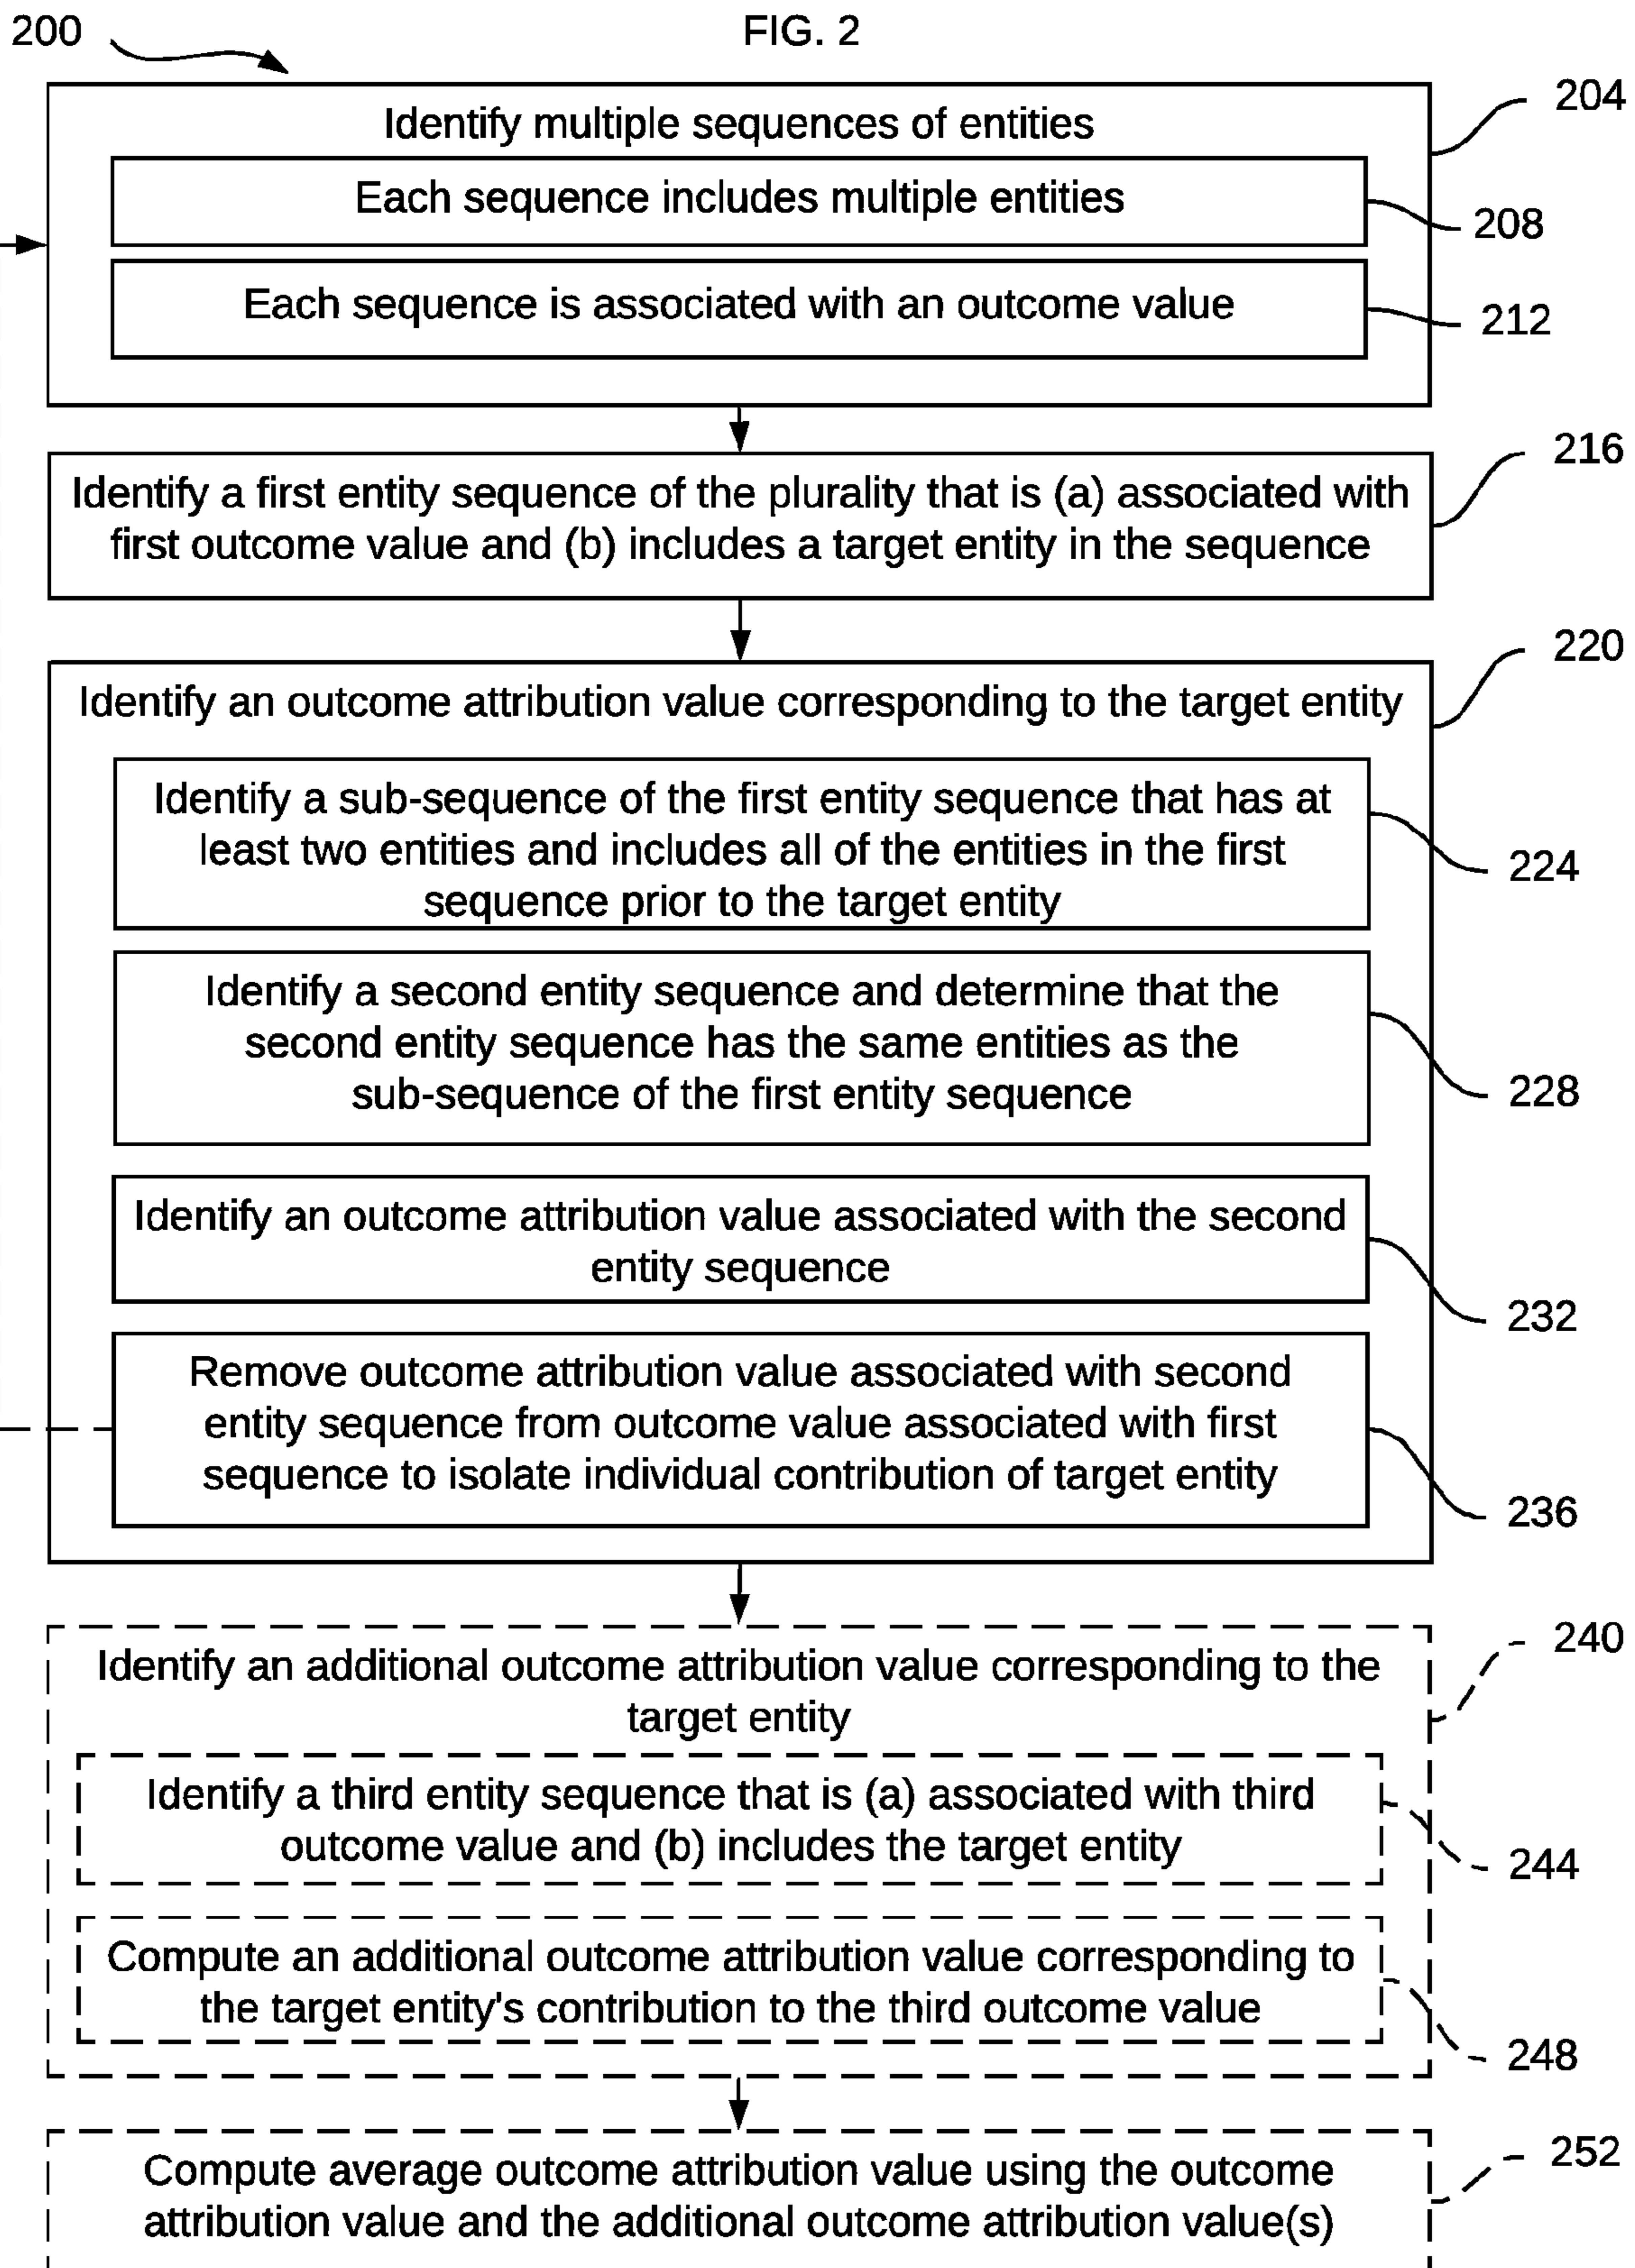 200
FIG. 2
204
Identify multiple sequences of entities
Each sequence includes multiple entities
208
Each sequence is associated with an outcome value
212
216
Identify a first entity sequence of the plurality that is (a) associated with
first outcome value and (b) includes a target entity in the sequence
220
Identify an outcome attribution value corresponding to the target entity
Identify a sub-sequence of the first entity sequence that has at
least two entities and includes all of the entities in the first
sequence prior to the target entity
224
Identify a second entity sequence and determine that the
second entity sequence has the same entities as the
sub-sequence of the first entity sequence
228
Identify an outcome attribution value associated with the second
entity sequence
232
Remove outcome attribution value associated with second
entity sequence from outcome value associated with first
sequence to isolate individual contribution of target entity
236
240
Identify an additional outcome attribution value corresponding to the
target entity
Identify a third entity sequence that is (a) associated with third
outcome value and (b) includes the target entity
244
Compute an additional outcome attribution value corresponding to
the target entity's contribution to the third outcome value
248
252
Compute average outcome attribution value using the outcome
attribution value and the additional outcome attribution value(s)